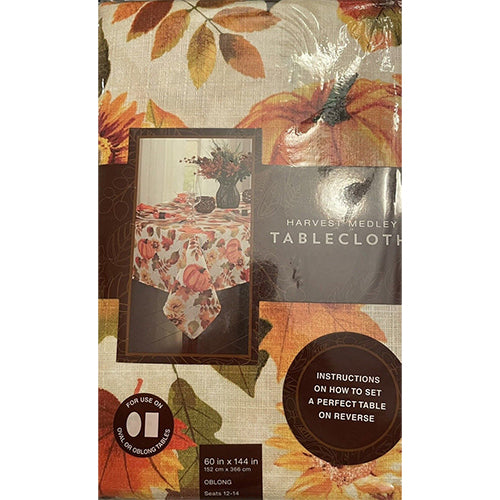 HARVEST MEDLEY
TABLECLOTH
INSTRUCTIONS
ON HOW TO SET
A PERFECT TABLE
ON REVERSE
FOR USE ON
OVAL OR OBLONG TABLES
60 in x 144 in
152 cm x 366 cm
OBLONG
Seats 12-14